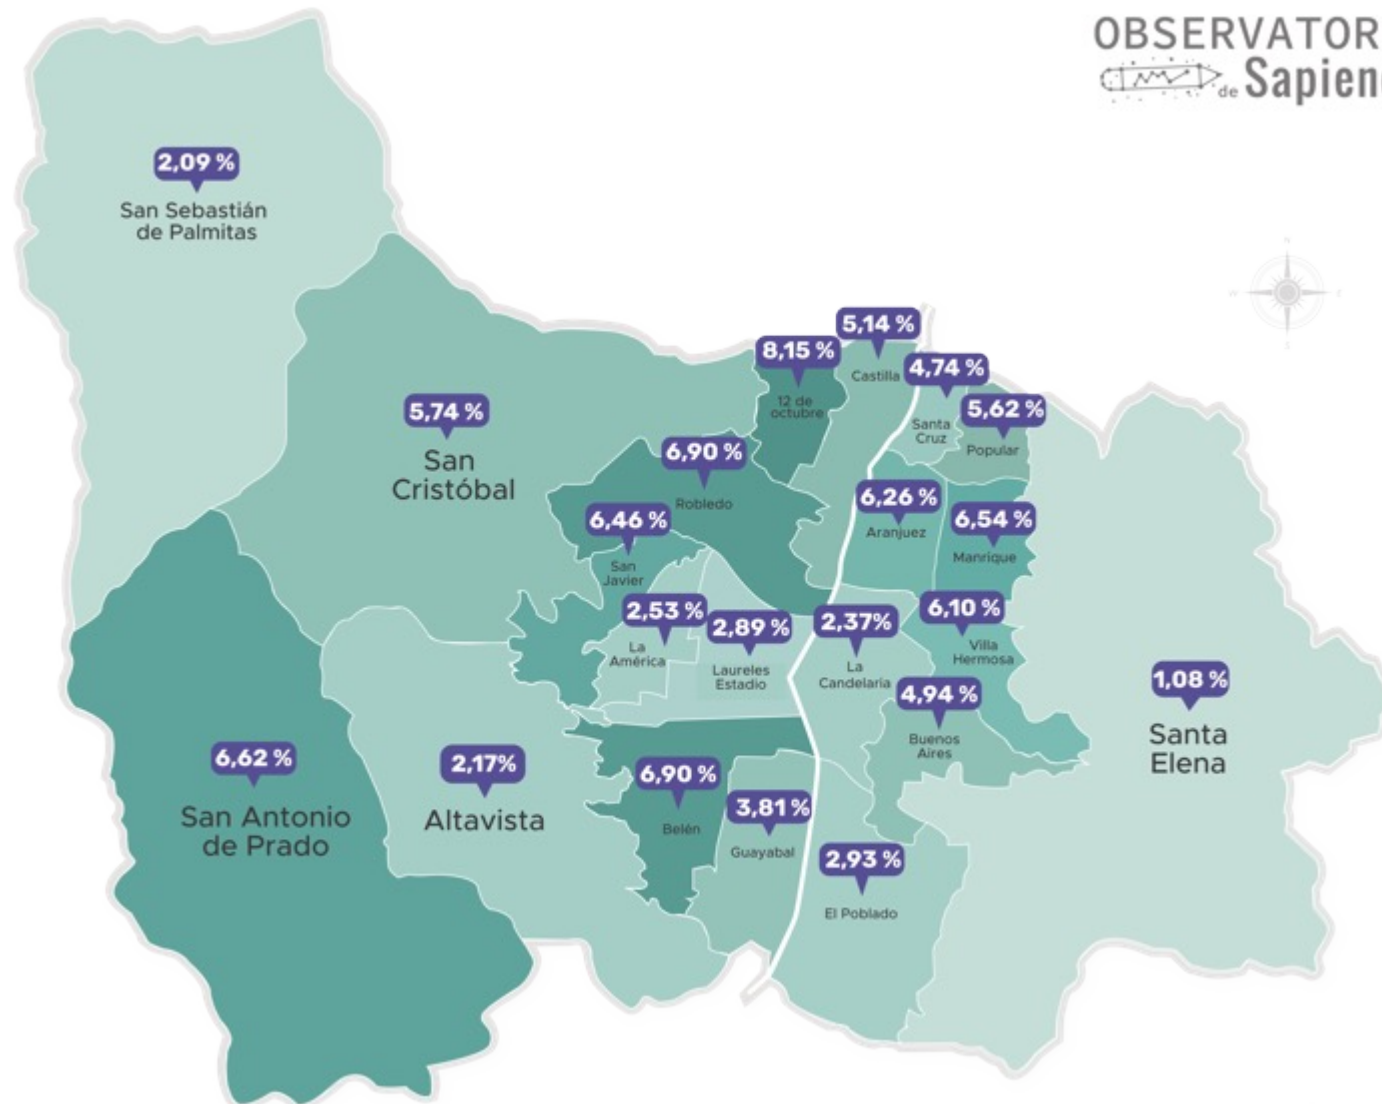 OBSERVATOR
de Sapien
2,09 %
San Sebastián
de Palmitas
5,14 %
Castilla
8,15 %
12 de
octubre
4,74 %
Santa
Cruz
5,62 %
Popular
5,74 %
San
Cristóbal
6,90 %
Robledo
6,26 %
Aranjuez
6,54 %
Manrique
6,46 %
San
Javier
2,53 %
La
América
2,89 %
Laureles
Estadio
2,37%
La
Candelaria
6,10 %
Villa
Hermosa
4,94 %
Buenos
Aires
1,08 %
Santa
Elena
6,62 %
San Antonio
de Prado
2,17%
Altavista
6,90 %
Belén
3,81 %
Guayabal
2,93 %
El Poblado